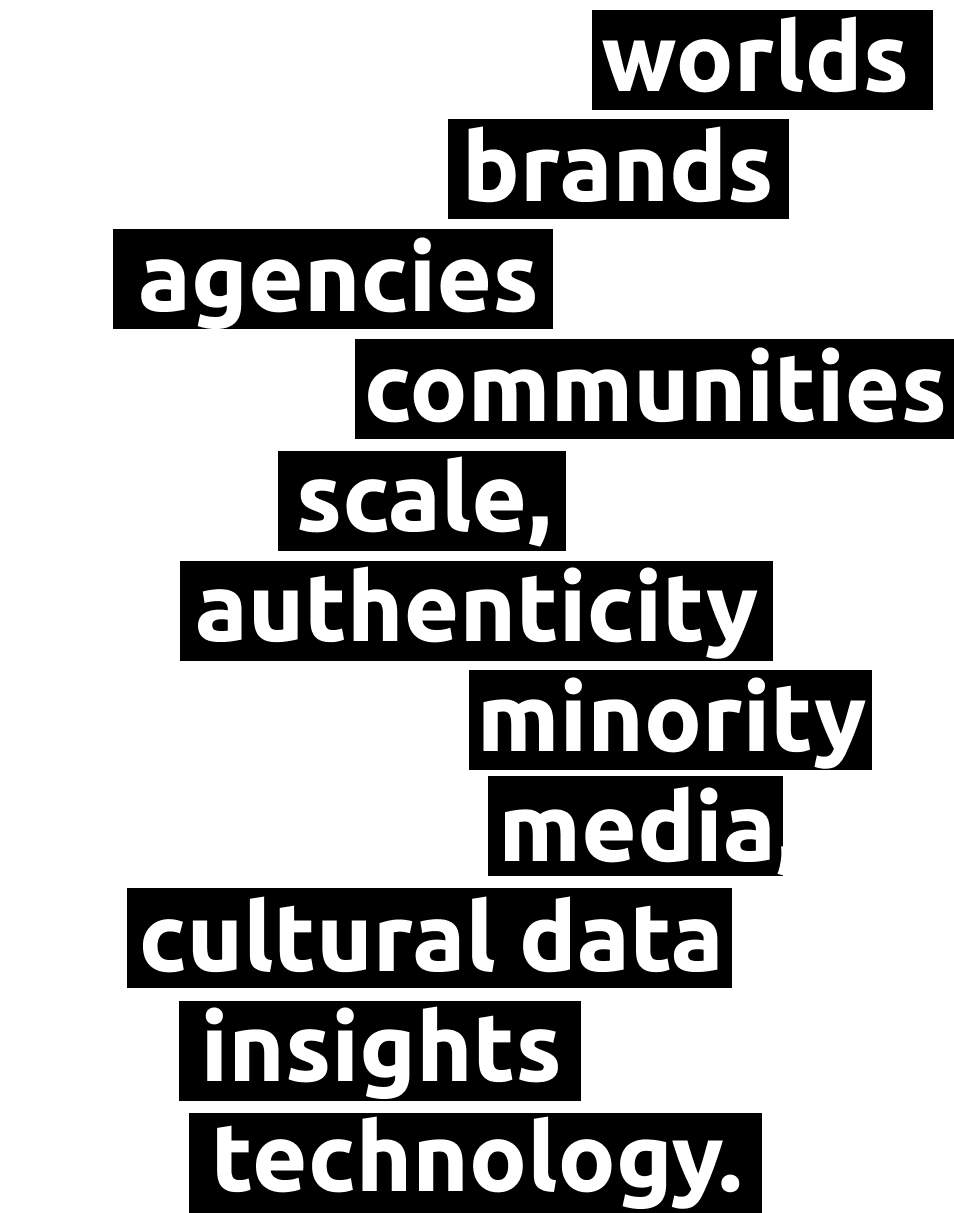 worlds
brands
agencies
communities
scale,
authenticity
minority
media,
cultural data
insights
technology.